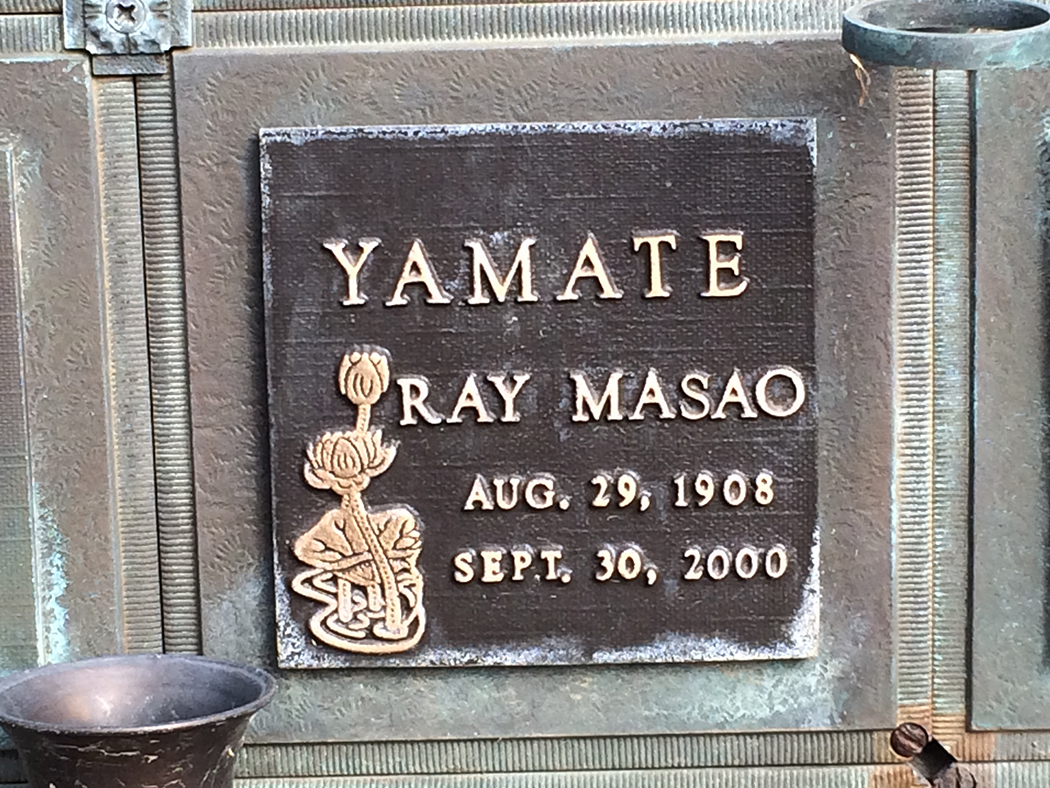 YAMATE
RAY MASAO
AUG. 29, 1908
SEPT. 30, 2000